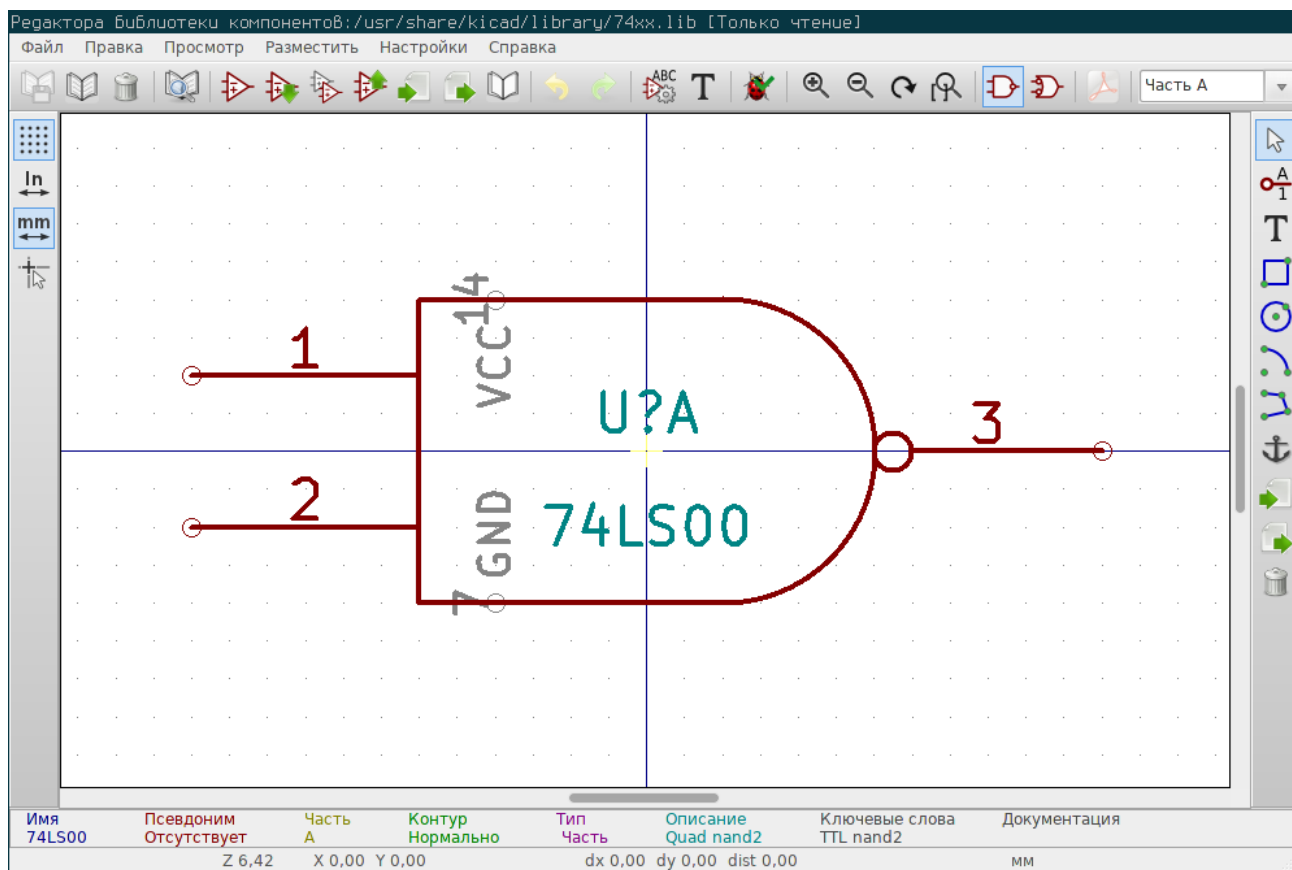 Редактора библиотеки компонентов:/usr/share/kicad/library/74xx.lib [Только чтение]
Файл Правка Просмотр Разместить Настройки Справка
ABC T Часть A
In
mm
A
1
T
14
VCC
1
U?A
3
2
GND
74LS00
7
Имя Псевдоним Часть Контур Тип Описание Ключевые слова Документация
74LS00 Отсутствует A Нормально Часть Quad nand2 TTL nand2
Z 6,42 X 0,00 Y 0,00 dx 0,00 dy 0,00 dist 0,00 мм